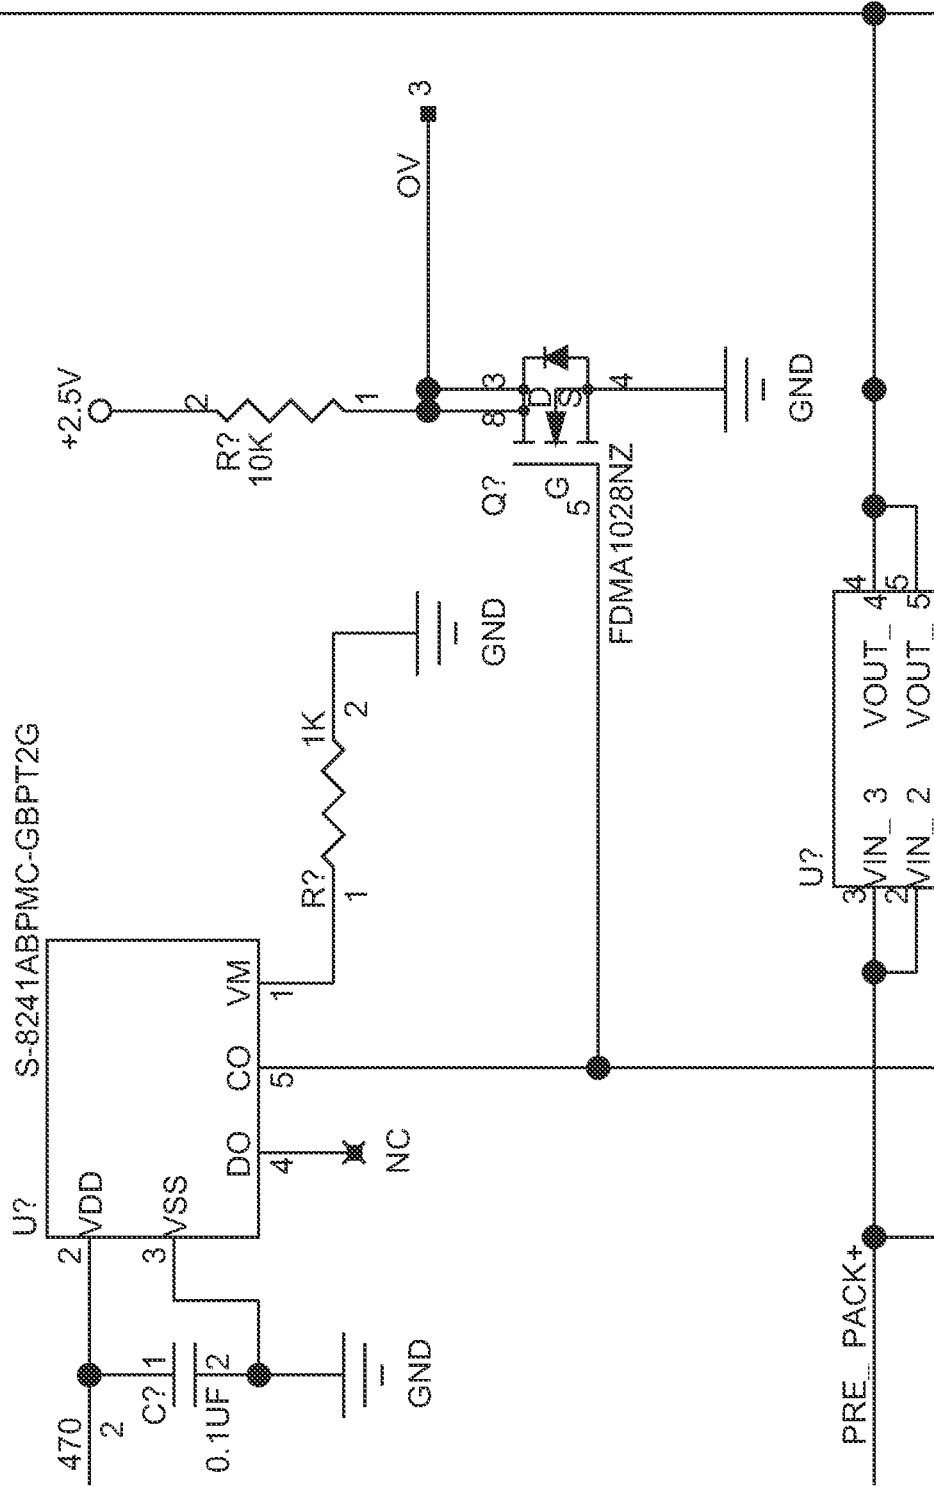 3
OV
+2.5V
2
R?
10K
1
3
8
D
S
4
GND
Q?
G
5
FDMA1028NZ
GND
1K
2
R?
1
S-8241ABPMC-GBPT2G
U?
VDD
VSS
DO
CO
VM
1
5
4
NC
2
3
C?
1
0.1UF
2
GND
470
2
U?
4
5
VOUT_ 4
VOUT_ 5
VIN_ 3
VIN_ 2
3
2
PRE_ PACK+